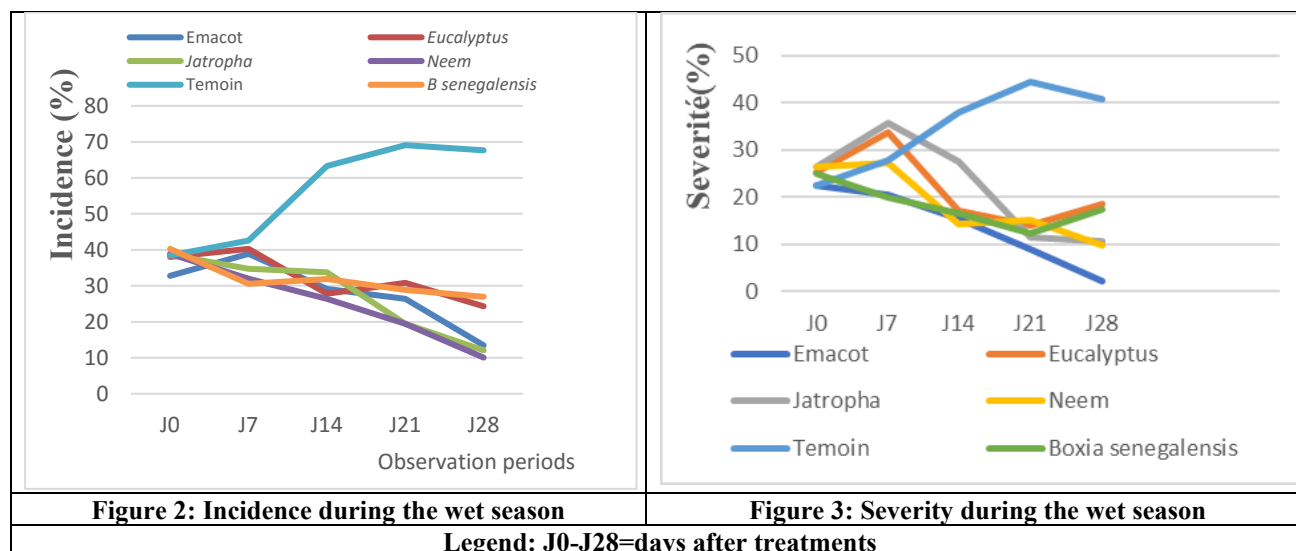 Emacot Eucalyptus
Jatropha Neem
Temoin B senegalensis
Incidence (%)
80
70
60
50
40
30
20
10
0
J0 J7 J14 J21 J28
Observation periods
Figure 2: Incidence during the wet season
Severité(%)
50
40
30
20
10
0
J0 J7 J14 J21 J28
Emacot Eucalyptus
Jatropha Neem
Temoin Boxia senegalensis
Figure 3: Severity during the wet season
Legend: J0-J28=days after treatments